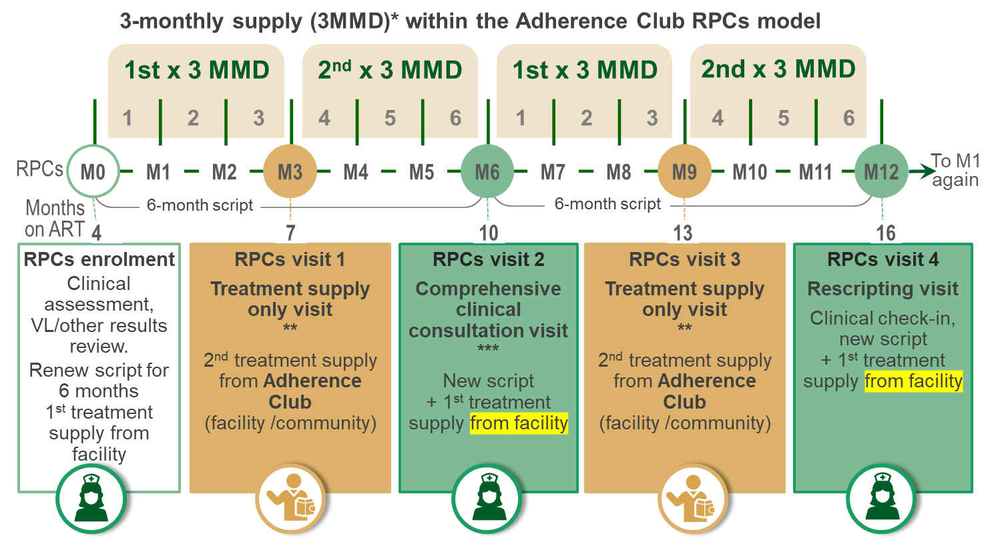 3-monthly supply (3MMD)* within the Adherence Club RPCs model
1st x 3 MMD
2nd x 3 MMD
1st x 3 MMD
2nd x 3 MMD
1 2 3
4 5 6
1 2 3
4 5 6
RPCs
M0 M1 M2 M3 M4 M5 M6 M7 M8 M9 M10 M11 M12
To M1
again
6-month script
6-month script
Months
on ART
4
7
10
13
16
RPCs enrolment
Clinical
assessment,
VL/other results
review.
Renew script for
6 months
1st treatment
supply from
facility
RPCs visit 1
Treatment supply
only visit
**
2nd treatment supply
from Adherence
Club
(facility /community)
RPCs visit 2
Comprehensive
clinical
consultation visit
***
New script
+ 1st treatment
supply from facility
RPCs visit 3
Treatment supply
only visit
**
2nd treatment supply
from Adherence
Club
(facility /community)
RPCs visit 4
Rescripting visit
Clinical check-in,
new script
+ 1st treatment
supply from facility